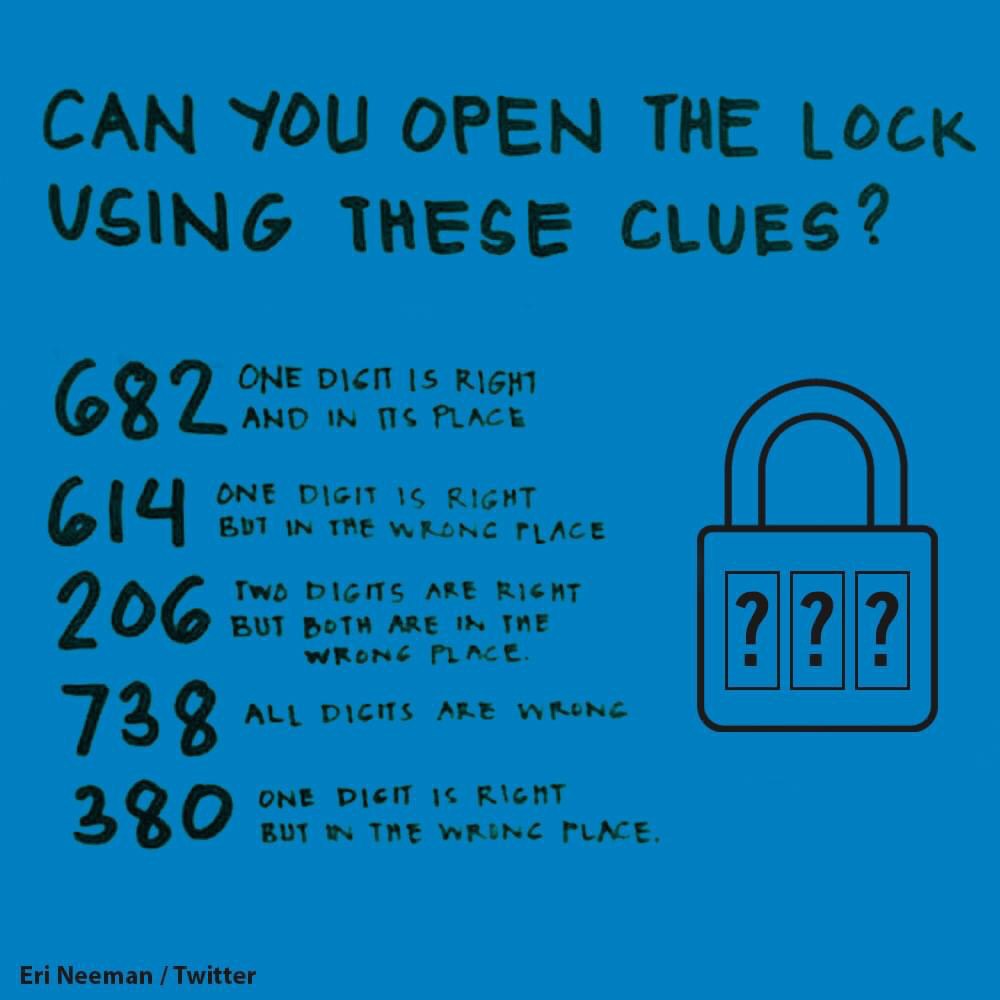 CAN YOU OPEN THE LOCK
USING THESE CLUES?
682 ONE DIGIT IS RIGHT
AND IN ITS PLACE
614 ONE DIGIT IS RIGHT
BUT IN THE WRONG PLACE
206 TWO DIGITS ARE RIGHT
BUT BOTH ARE IN THE
WRONG PLACE.
738 ALL DIGITS ARE WRONG
380 ONE DIGIT IS RIGHT
BUT IN THE WRONG PLACE.
? ? ?
Eri Neeman / Twitter